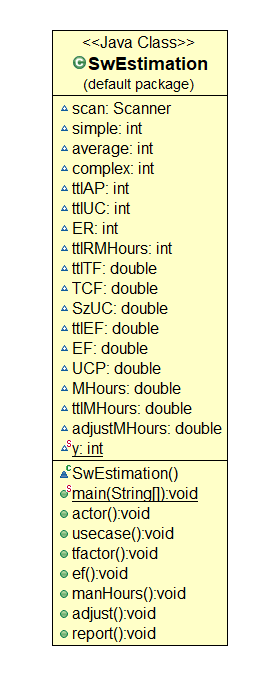 <<Java Class>>
SwEstimation
(default package)
scan: Scanner
simple: int
average: int
complex: int
ttlAP: int
ttlUC: int
ER: int
ttlRMHours: int
ttlTF: double
TCF: double
SzUC: double
ttlEF: double
EF: double
UCP: double
MHours: double
ttlMHours: double
adjustMHours: double
y: int
SwEstimation()
main(String[]):void
actor():void
usecase():void
tfactor():void
ef():void
manHours():void
adjust():void
report():void